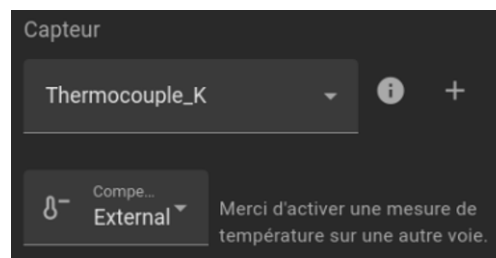 Capteur
Thermocouple_K
Compe...
External
Merci d'activer une mesure de
température sur une autre voie.